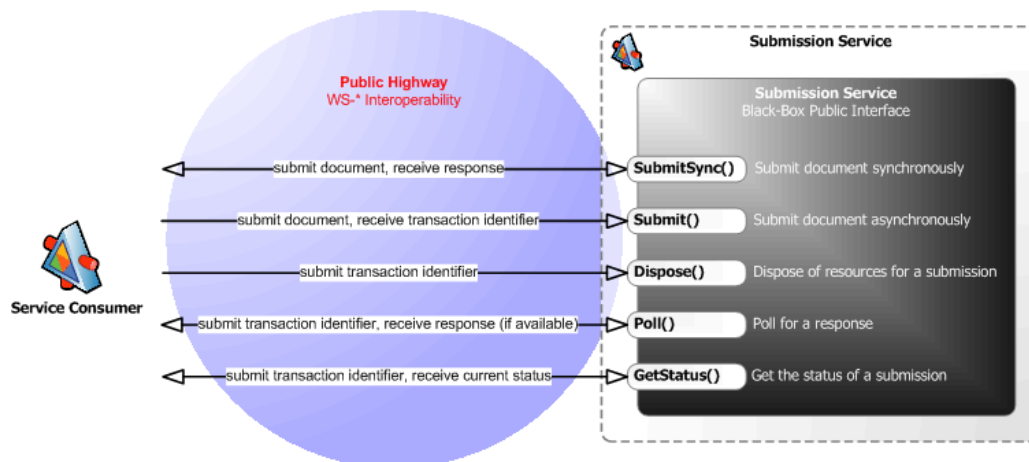 Submission Service
Public Highway
WS-* Interoperability
Submission Service
Black-Box Public Interface
submit document, receive response
SubmitSync()
Submit document synchronously
submit document, receive transaction identifier
Submit()
Submit document asynchronously
submit transaction identifier
Dispose()
Dispose of resources for a submission
Service Consumer
submit transaction identifier, receive response (if available)
Poll()
Poll for a response
submit transaction identifier, receive current status
GetStatus()
Get the status of a submission